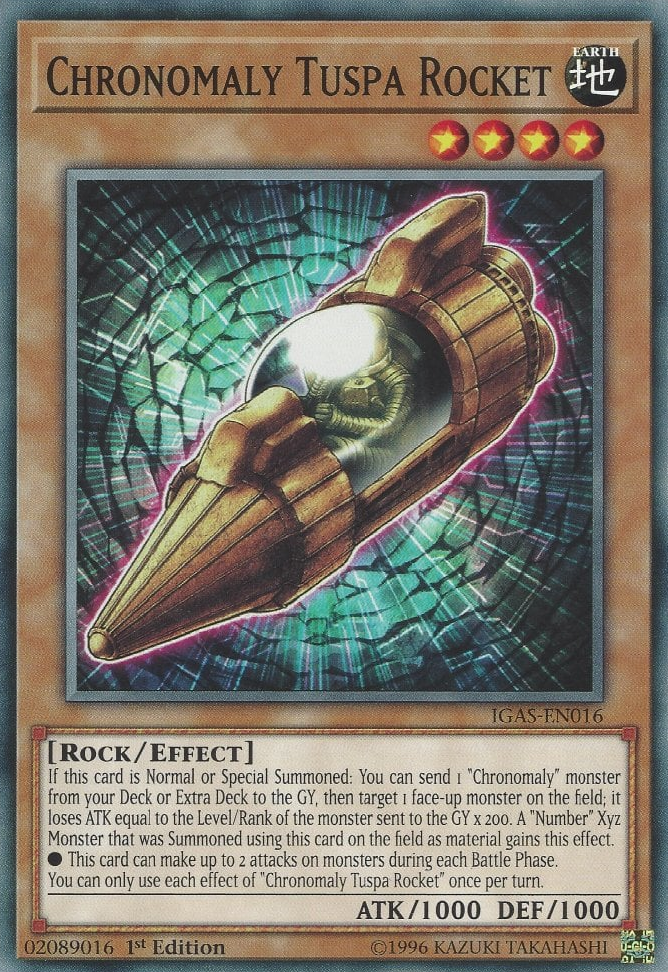 CHRONOMALY TUSPA ROCKET
EARTH
地
IGAS-EN016
[ROCK/EFFECT]
If this card is Normal or Special Summoned: You can send 1 "Chronomaly" monster
from your Deck or Extra Deck to the GY, then target 1 face-up monster on the field; it
loses ATK equal to the Level/Rank of the monster sent to the GY x 200. A "Number" Xyz
Monster that was Summoned using this card on the field as material gains this effect.
● This card can make up to 2 attacks on monsters during each Battle Phase.
You can only use each effect of "Chronomaly Tuspa Rocket" once per turn.
ATK/1000 DEF/1000
02089016 1st Edition ©1996 KAZUKI TAKAHASHI